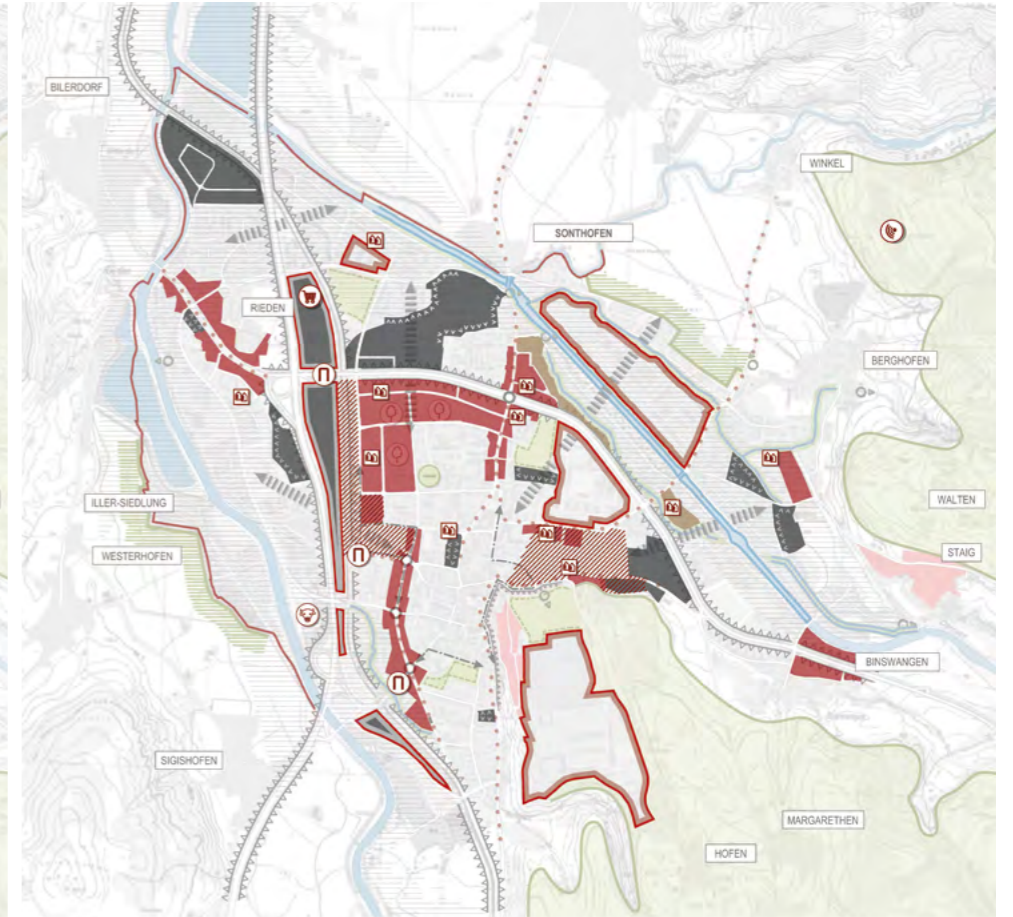 BILERDORF
WINKEL
SONTHOFEN
RIEDEN
BERGHOFEN
ILLER-SIEDLUNG
WALTEN
WESTERHOFEN
STAIG
BINSWANGEN
SIGISHOFEN
MARGARETHEN
HOFEN